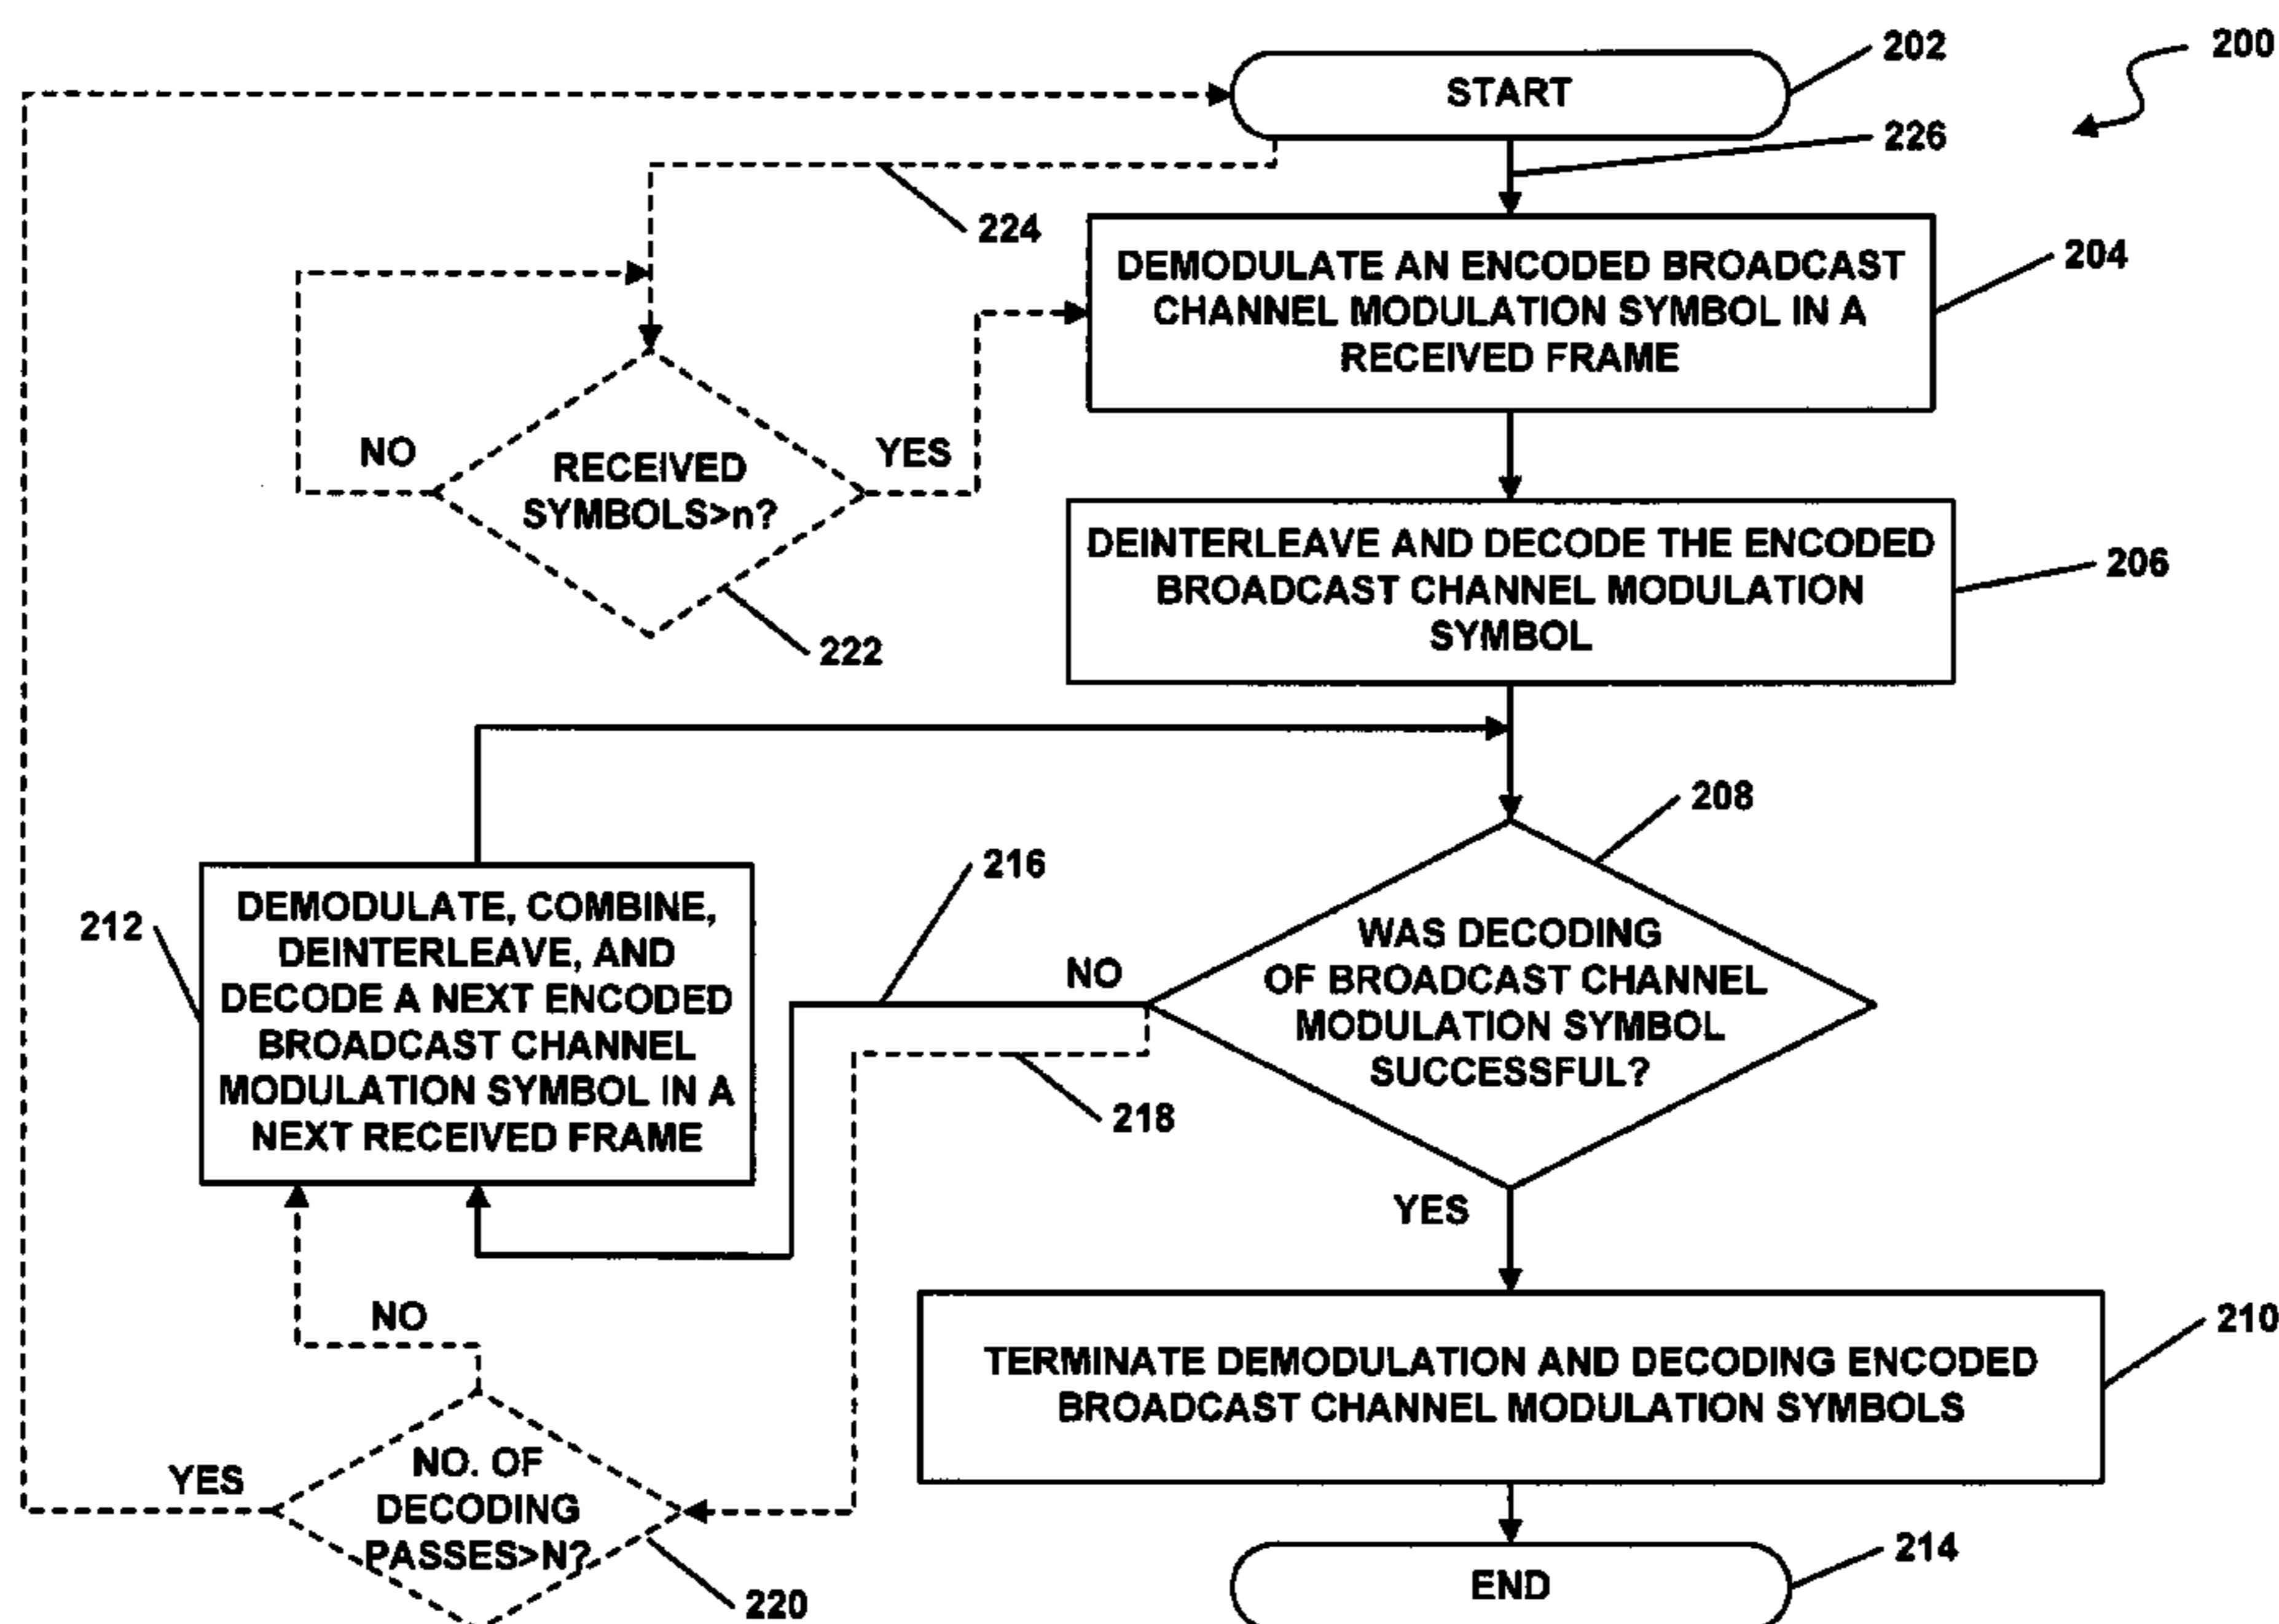 START
202
200
226
224
DEMODULATE AN ENCODED BROADCAST
CHANNEL MODULATION SYMBOL IN A
RECEIVED FRAME
204
NO
YES
RECEIVED
SYMBOLS>n?
222
DEINTERLEAVE AND DECODE THE ENCODED
BROADCAST CHANNEL MODULATION
SYMBOL
206
208
216
212
DEMODULATE, COMBINE,
DEINTERLEAVE, AND
DECODE A NEXT ENCODED
BROADCAST CHANNEL
MODULATION SYMBOL IN A
NEXT RECEIVED FRAME
NO
WAS DECODING
OF BROADCAST CHANNEL
MODULATION SYMBOL
SUCCESSFUL?
218
YES
NO
210
TERMINATE DEMODULATION AND DECODING ENCODED
BROADCAST CHANNEL MODULATION SYMBOLS
YES
NO. OF
DECODING
PASSES>N?
220
END
214